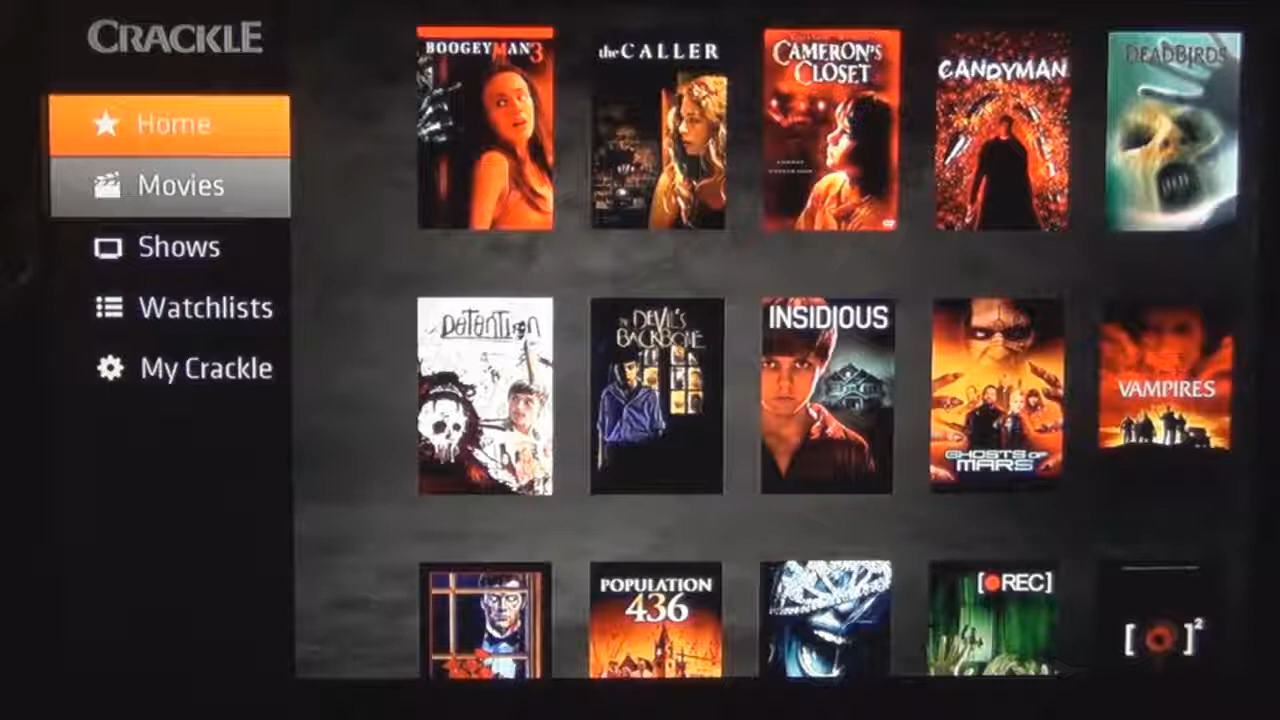 CRACKLE
Home
Movies
Shows
Watchlists
My Crackle
BOOGEYMAN 3
the CALLER
CAMERON'S
CLOSET
CANDYMAN
DEADBIRDS
DETENTION
THE DEVIL'S
BACKBONE
INSIDIOUS
GHOSTS OF
MARS
VAMPIRES
POPULATION
436
[REC]
[ ]²